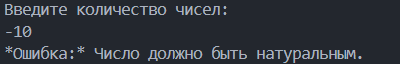 Введите количество чисел:
-10
*Ошибка:* Число должно быть натуральным.